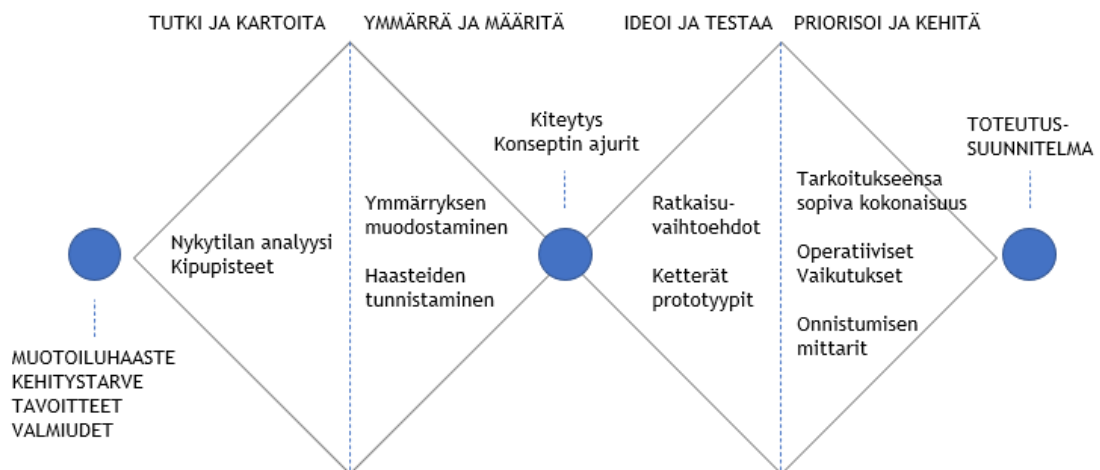 TUTKI JA KARTOITA
YMMÄRRÄ JA MÄÄRITÄ
IDEOI JA TESTAA
PRIORISOI JA KEHITÄ
MUOTOILUHAASTE
KEHITYSTARVE
TAVOITTEET
VALMIUDET
Nykytilan analyysi
Kipupisteet
Ymmärryksen
muodostaminen
Haasteiden
tunnistaminen
Kiteytys
Konseptin ajurit
Ratkaisu-
vaihtoehdot
Ketterät
prototyypit
Tarkoitukseensa
sopiva kokonaisuus
Operatiiviset
Vaikutukset
Onnistumisen
mittarit
TOTEUTUS-
SUUNNITELMA